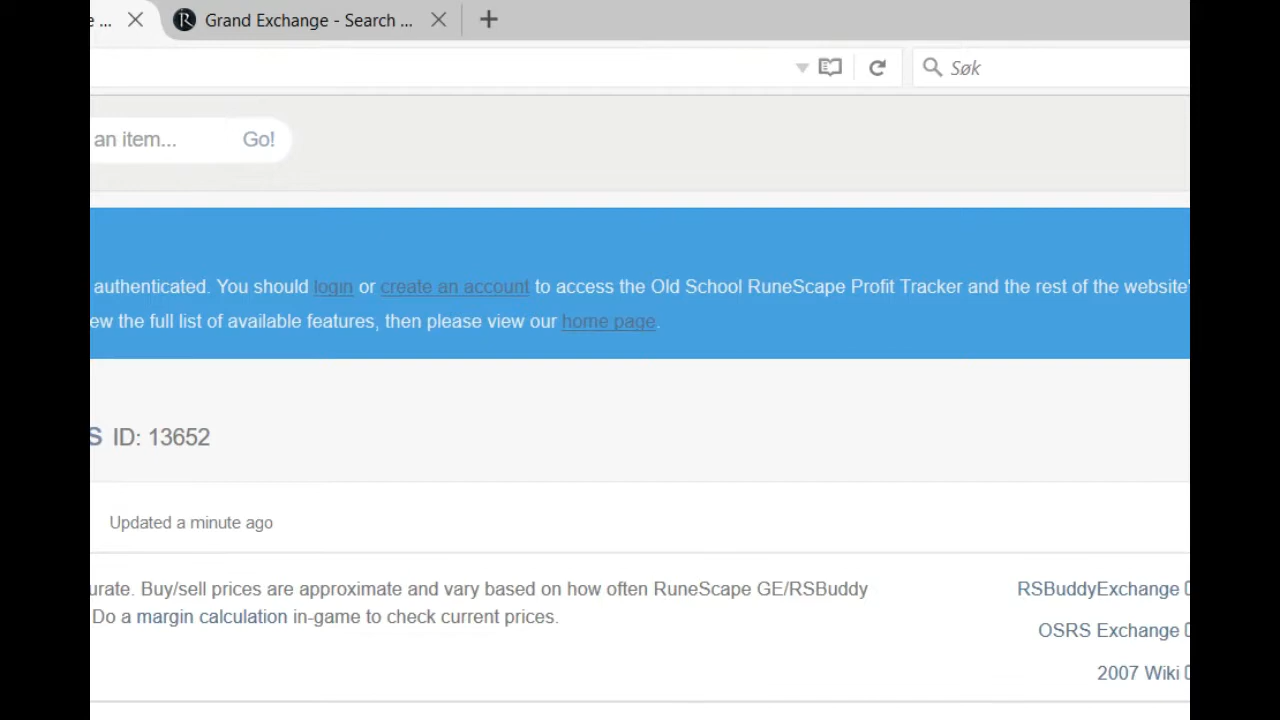 e ...
Grand Exchange - Search ...
Søk
an item... Go!
authenticated. You should login or create an account to access the Old School RuneScape Profit Tracker and the rest of the website'
ew the full list of available features, then please view our home page.
S ID: 13652
Updated a minute ago
urate. Buy/sell prices are approximate and vary based on how often RuneScape GE/RSBuddy
Do a margin calculation in-game to check current prices.
RSBuddyExchange
OSRS Exchange
2007 Wiki